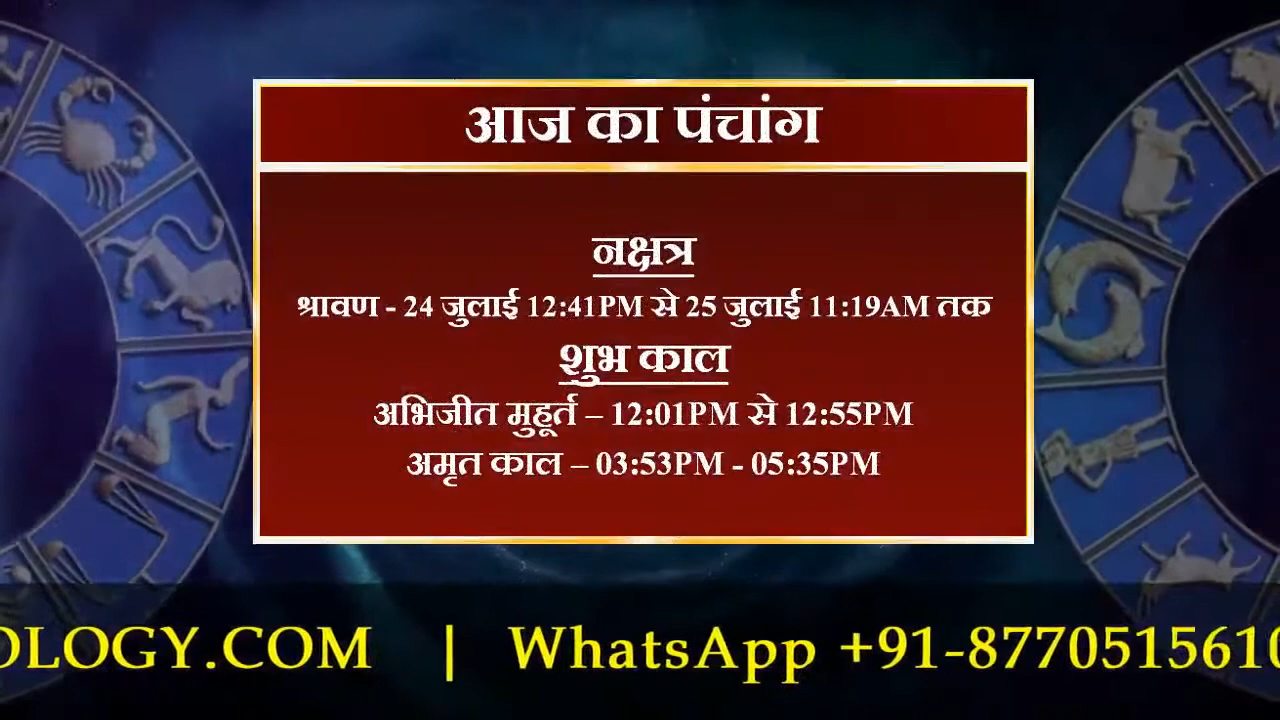 आज का पंचांग
नक्षत्र
श्रावण - 24 जुलाई 12:41PM से 25 जुलाई 11:19AM तक
शुभ काल
अभिजीत मुहूर्त – 12:01PM से 12:55PM
अमृत काल – 03:53PM - 05:35PM
OLOGY.COM | WhatsApp +91-8770515610